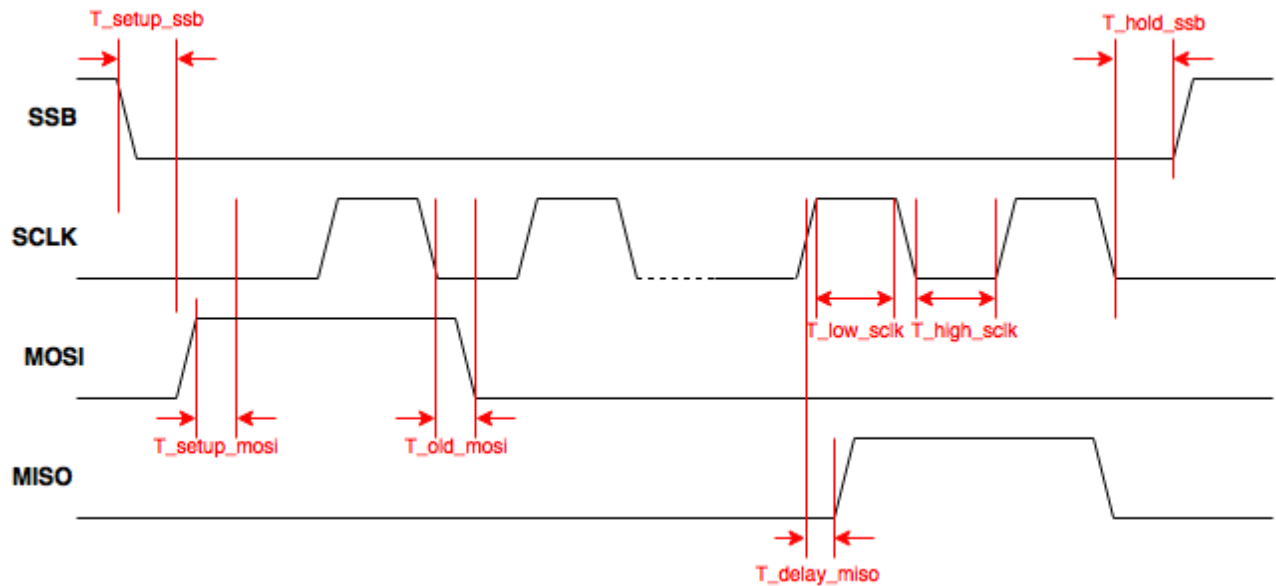 T_setup_ssb
T_hold_ssb
SSB
SCLK
T_low_sclk
T_high_sclk
MOSI
T_setup_mosi
T_old_mosi
MISO
T_delay_miso